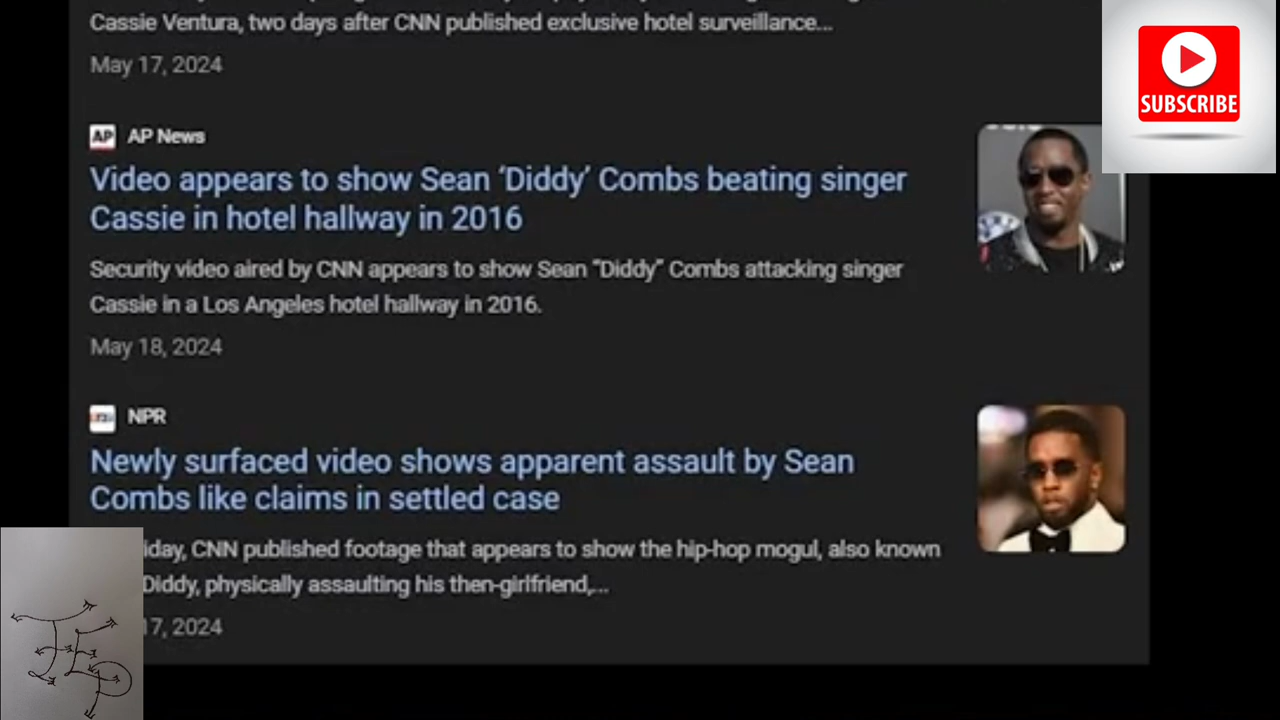 Cassie Ventura, two days after CNN published exclusive hotel surveillance...
May 17, 2024
SUBSCRIBE
AP AP News
Video appears to show Sean ‘Diddy’ Combs beating singer
Cassie in hotel hallway in 2016
Security video aired by CNN appears to show Sean “Diddy” Combs attacking singer
Cassie in a Los Angeles hotel hallway in 2016.
May 18, 2024
NPR
Newly surfaced video shows apparent assault by Sean
Combs like claims in settled case
iday, CNN published footage that appears to show the hip-hop mogul, also known
Diddy, physically assaulting his then-girlfriend,...
17, 2024